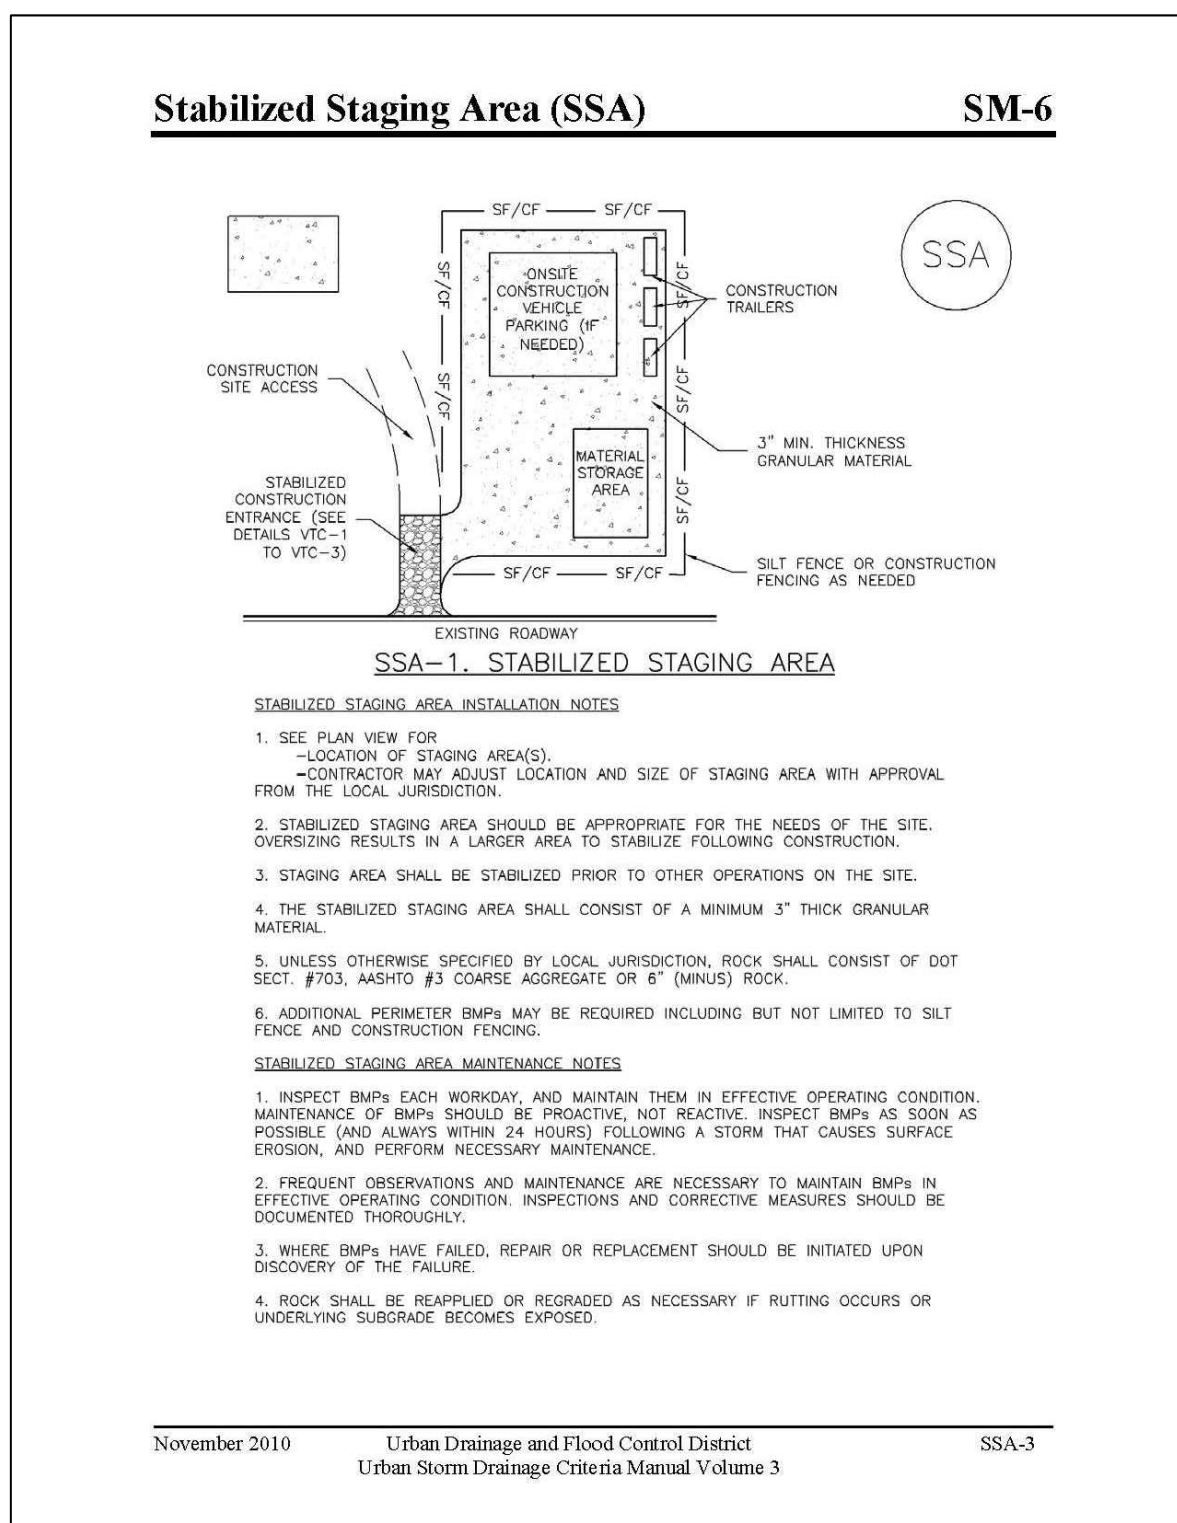 Stabilized Staging Area (SSA) SM-6
SF/CF SF/CF
SSA
SF/CF
SF/CF
ONSITE
CONSTRUCTION
VEHICLE
PARKING (IF
NEEDED)
CONSTRUCTION
TRAILERS
CONSTRUCTION
SITE ACCESS
SF/CF
SF/CF
3" MIN. THICKNESS
GRANULAR MATERIAL
MATERIAL
STORAGE
AREA
STABILIZED
CONSTRUCTION
ENTRANCE (SEE
DETAILS VTC-1
TO VTC-3)
SF/CF
SF/CF SF/CF
SILT FENCE OR CONSTRUCTION
FENCING AS NEEDED
EXISTING ROADWAY
SSA-1. STABILIZED STAGING AREA
STABILIZED STAGING AREA INSTALLATION NOTES
1. SEE PLAN VIEW FOR
-LOCATION OF STAGING AREA(S).
-CONTRACTOR MAY ADJUST LOCATION AND SIZE OF STAGING AREA WITH APPROVAL
FROM THE LOCAL JURISDICTION.
2. STABILIZED STAGING AREA SHOULD BE APPROPRIATE FOR THE NEEDS OF THE SITE.
OVERSIZING RESULTS IN A LARGER AREA TO STABILIZE FOLLOWING CONSTRUCTION.
3. STAGING AREA SHALL BE STABILIZED PRIOR TO OTHER OPERATIONS ON THE SITE.
4. THE STABILIZED STAGING AREA SHALL CONSIST OF A MINIMUM 3" THICK GRANULAR
MATERIAL.
5. UNLESS OTHERWISE SPECIFIED BY LOCAL JURISDICTION, ROCK SHALL CONSIST OF DOT
SECT. #703, AASHTO #3 COARSE AGGREGATE OR 6" (MINUS) ROCK.
6. ADDITIONAL PERIMETER BMPs MAY BE REQUIRED INCLUDING BUT NOT LIMITED TO SILT
FENCE AND CONSTRUCTION FENCING.
STABILIZED STAGING AREA MAINTENANCE NOTES
1. INSPECT BMPs EACH WORKDAY, AND MAINTAIN THEM IN EFFECTIVE OPERATING CONDITION.
MAINTENANCE OF BMPs SHOULD BE PROACTIVE, NOT REACTIVE. INSPECT BMPs AS SOON AS
POSSIBLE (AND ALWAYS WITHIN 24 HOURS) FOLLOWING A STORM THAT CAUSES SURFACE
EROSION, AND PERFORM NECESSARY MAINTENANCE.
2. FREQUENT OBSERVATIONS AND MAINTENANCE ARE NECESSARY TO MAINTAIN BMPs IN
EFFECTIVE OPERATING CONDITION. INSPECTIONS AND CORRECTIVE MEASURES SHOULD BE
DOCUMENTED THOROUGHLY.
3. WHERE BMPs HAVE FAILED, REPAIR OR REPLACEMENT SHOULD BE INITIATED UPON
DISCOVERY OF THE FAILURE.
4. ROCK SHALL BE REAPPLIED OR REGRADED AS NECESSARY IF RUTTING OCCURS OR
UNDERLYING SUBGRADE BECOMES EXPOSED.
November 2010 Urban Drainage and Flood Control District SSA-3
Urban Storm Drainage Criteria Manual Volume 3